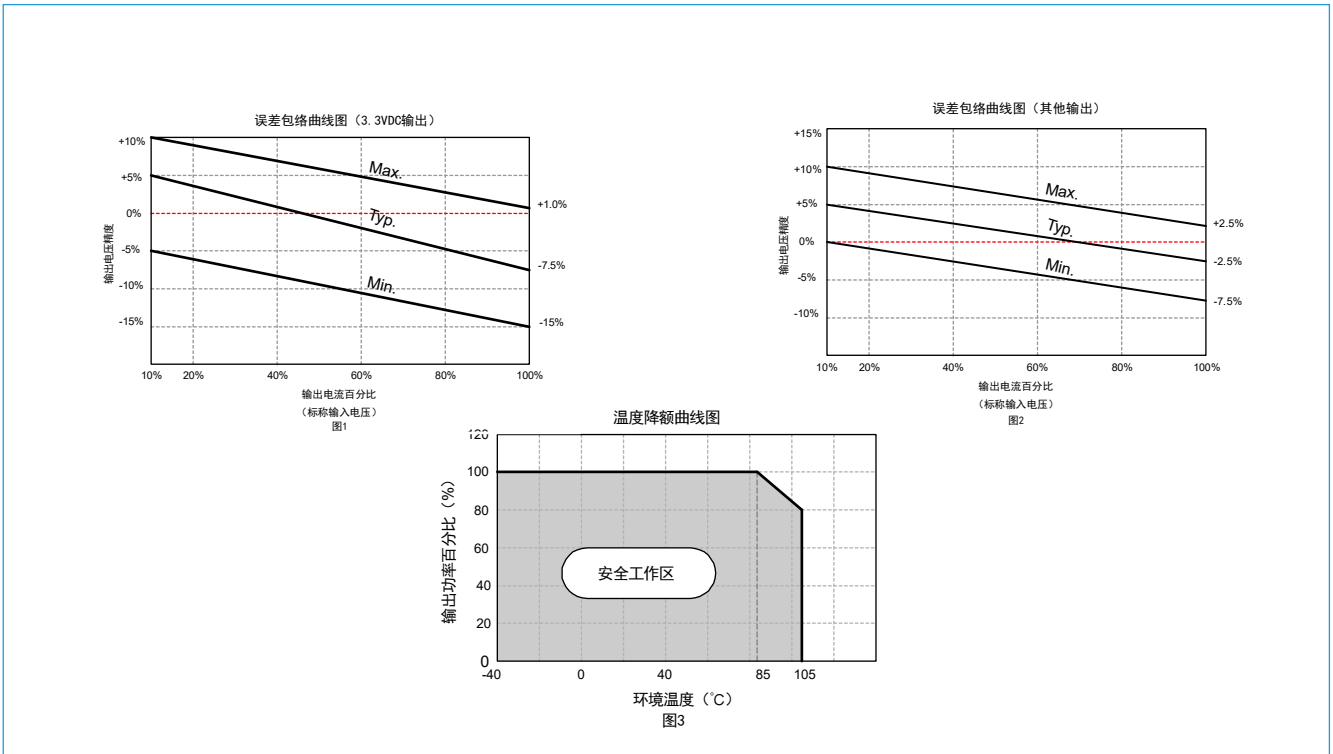 误差包络曲线图（3.3VDC输出）
+10%
+5%
0%
-5%
-10%
-15%
输出电压精度
Max.
Typ.
Min.
+1.0%
-7.5%
-15%
10%
20%
40%
60%
80%
100%
输出电流百分比
（标称输入电压）
图1
误差包络曲线图（其他输出）
+15%
+10%
+5%
0%
-5%
-10%
输出电压精度
Max.
Typ.
Min.
+2.5%
-2.5%
-7.5%
10%
20%
40%
60%
80%
100%
输出电流百分比
（标称输入电压）
图2
温度降额曲线图
120
100
80
60
40
20
0
输出功率百分比（%）
安全工作区
-40
0
40
85
105
环境温度（℃）
图3